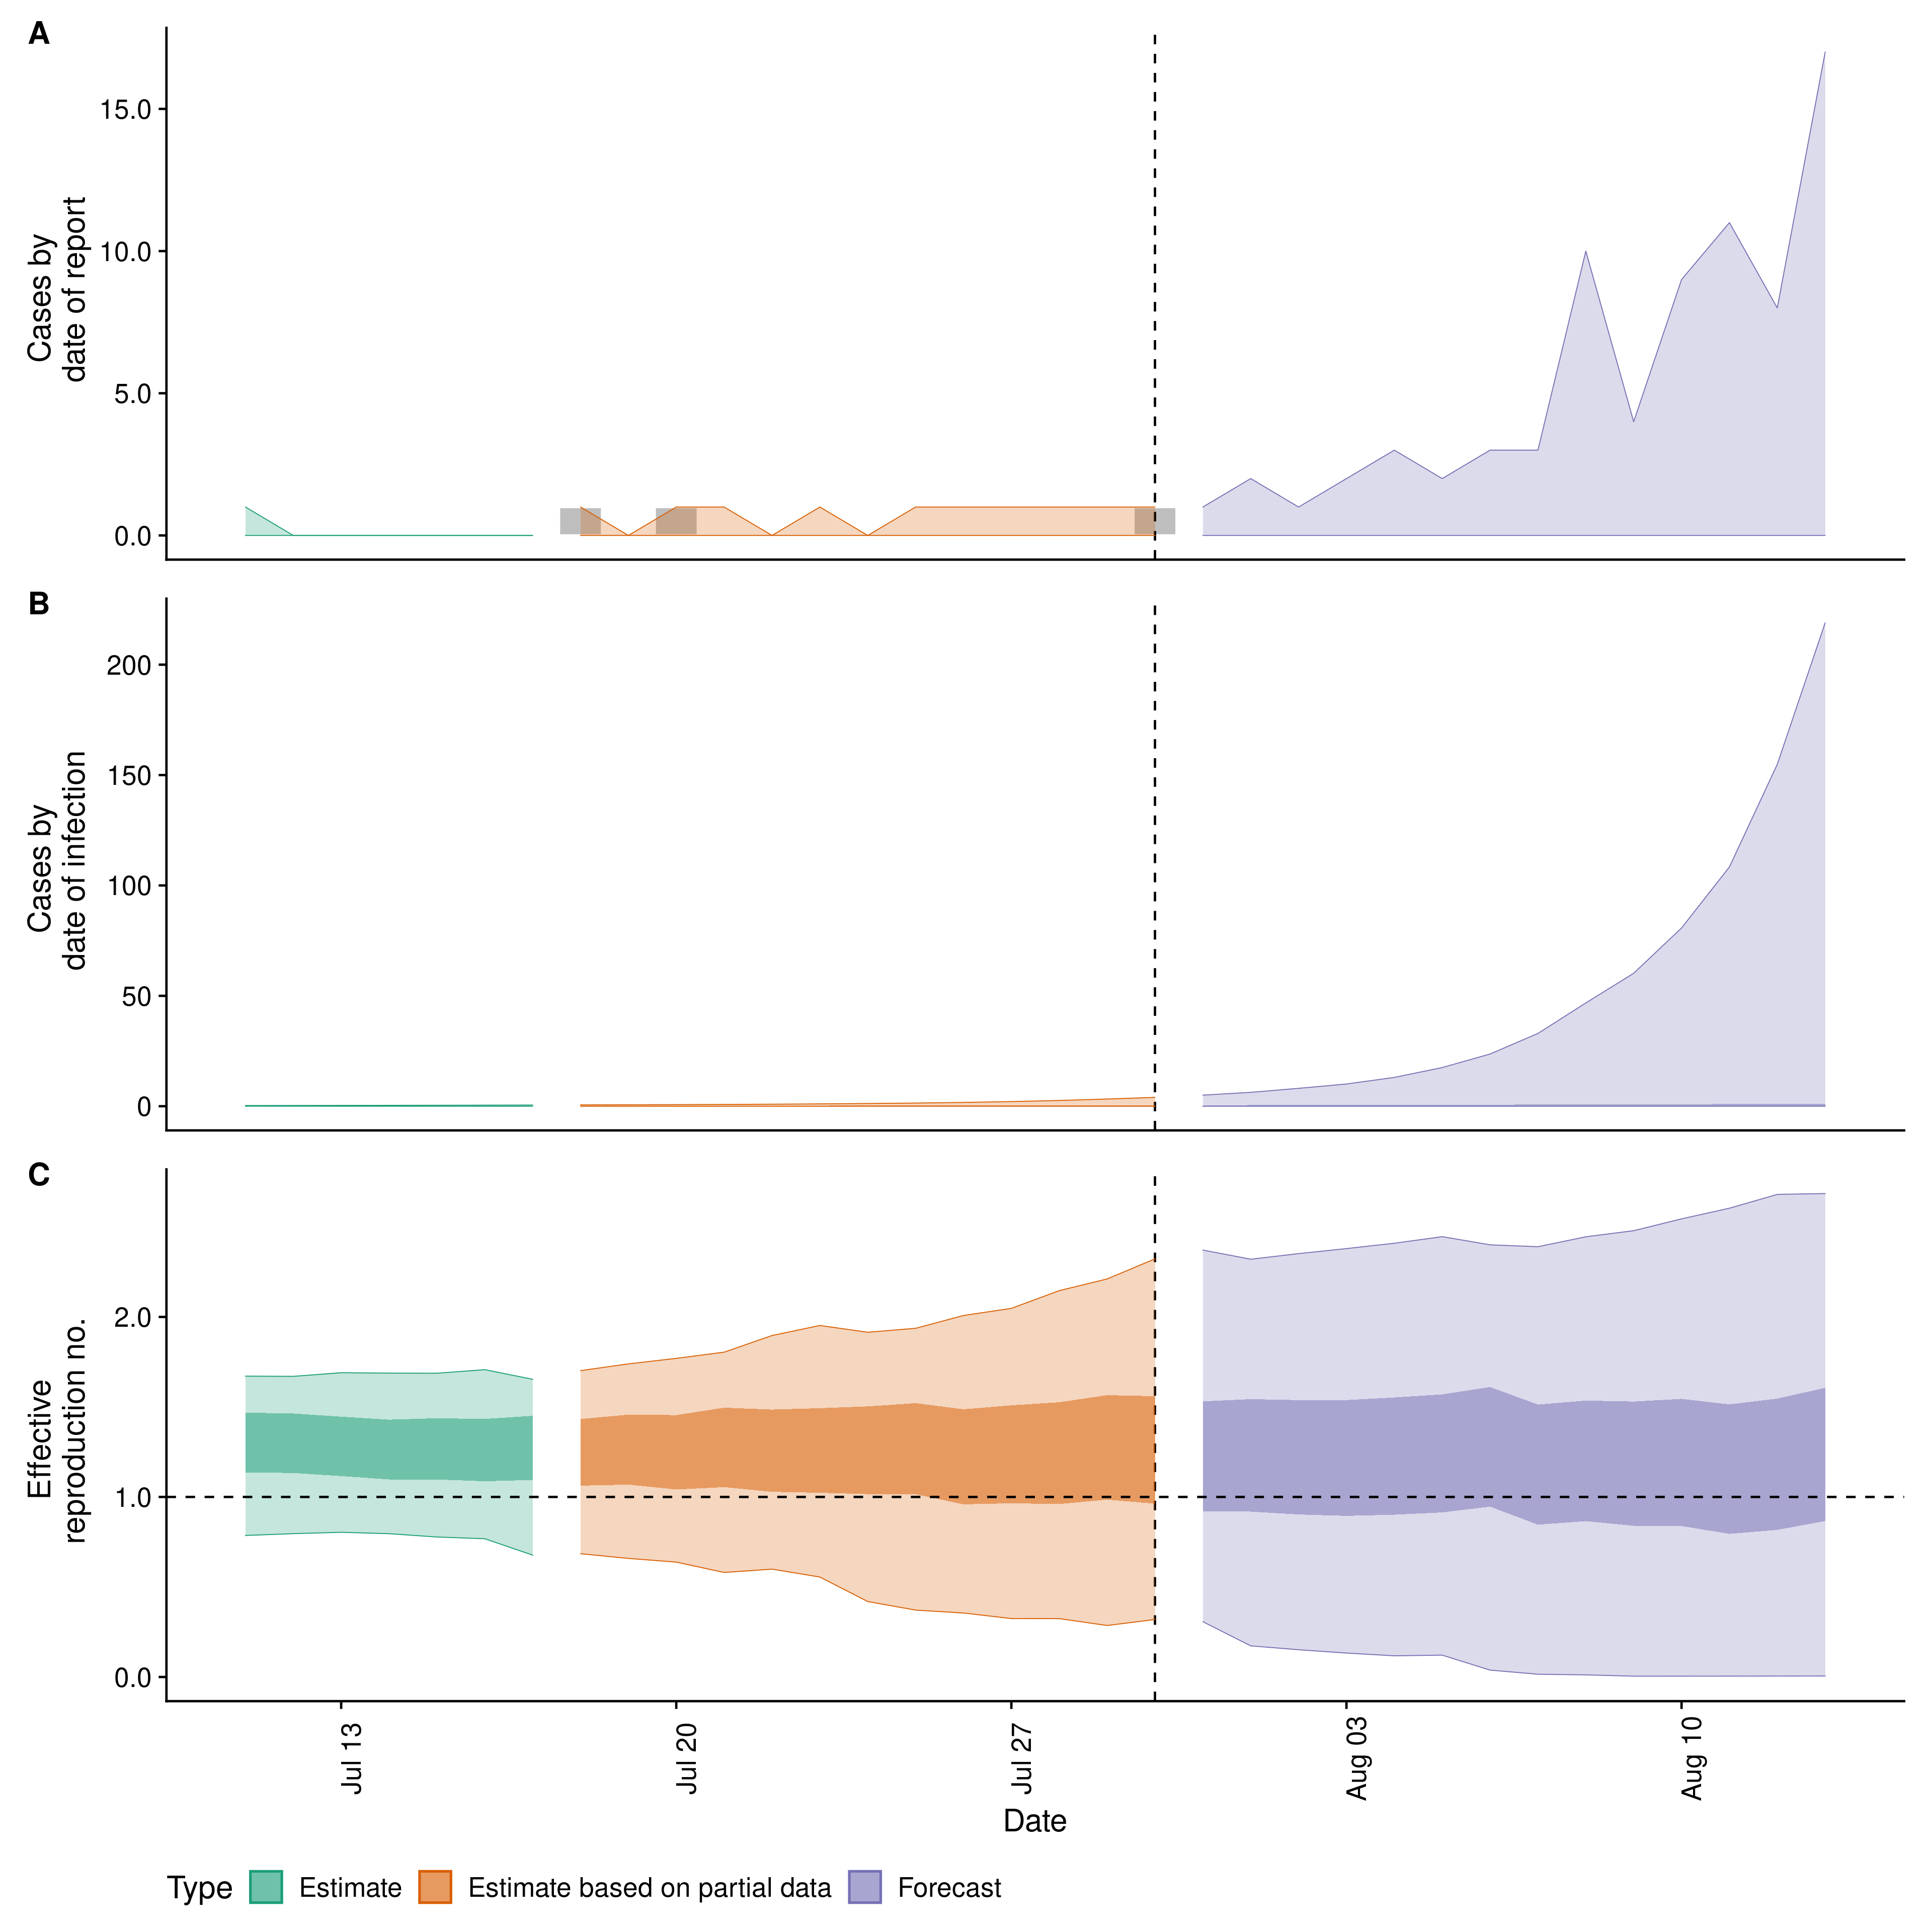 A
Cases by
date of report
15.0
10.0
5.0
0.0
B
Cases by
date of infection
200
150
100
50
0
C
Effective
reproduction no.
2.0
1.0
0.0
Jul 13
Jul 20
Jul 27
Aug 03
Aug 10
Date
Type Estimate Estimate based on partial data Forecast